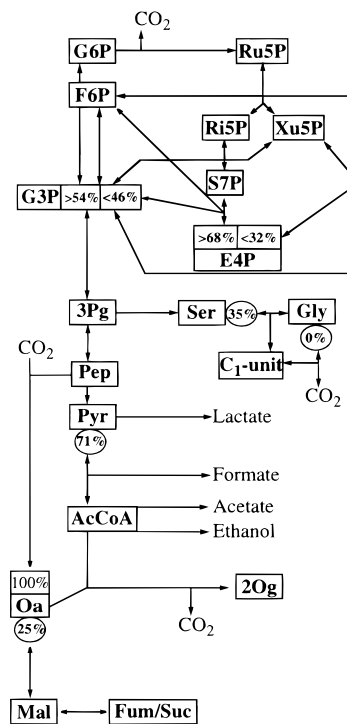 CO2
G6P Ru5P
F6P
Ri5P Xu5P
S7P
G3P >54% <46%
>68% <32%
E4P
3Pg Ser 35% Gly
0%
CO2 C1-unit
Pep CO2
Pyr Lactate
71%
Formate
AcCoA Acetate
Ethanol
100% 2Og
Oa
25% CO2
Mal Fum/Suc